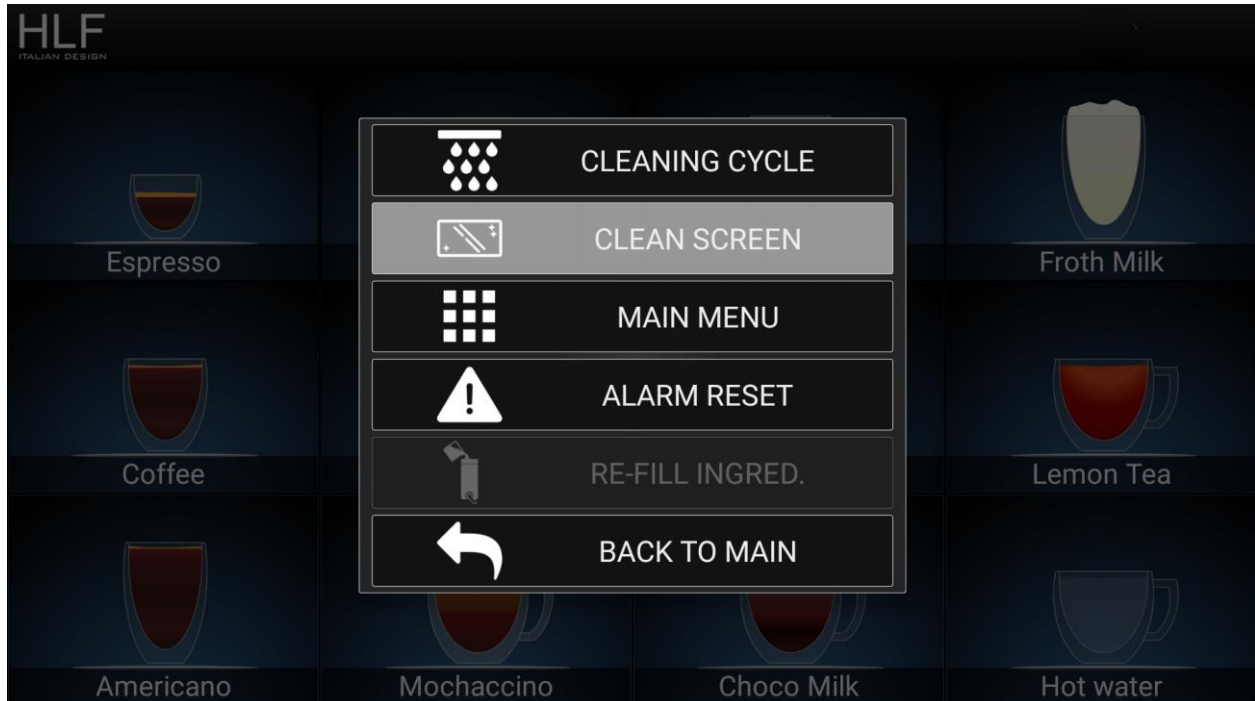 HLF
ITALIAN DESIGN
CLEANING CYCLE
CLEAN SCREEN
MAIN MENU
ALARM RESET
RE-FILL INGRED.
BACK TO MAIN
Espresso
Froth Milk
Coffee
Lemon Tea
Americano
Mochaccino
Choco Milk
Hot water